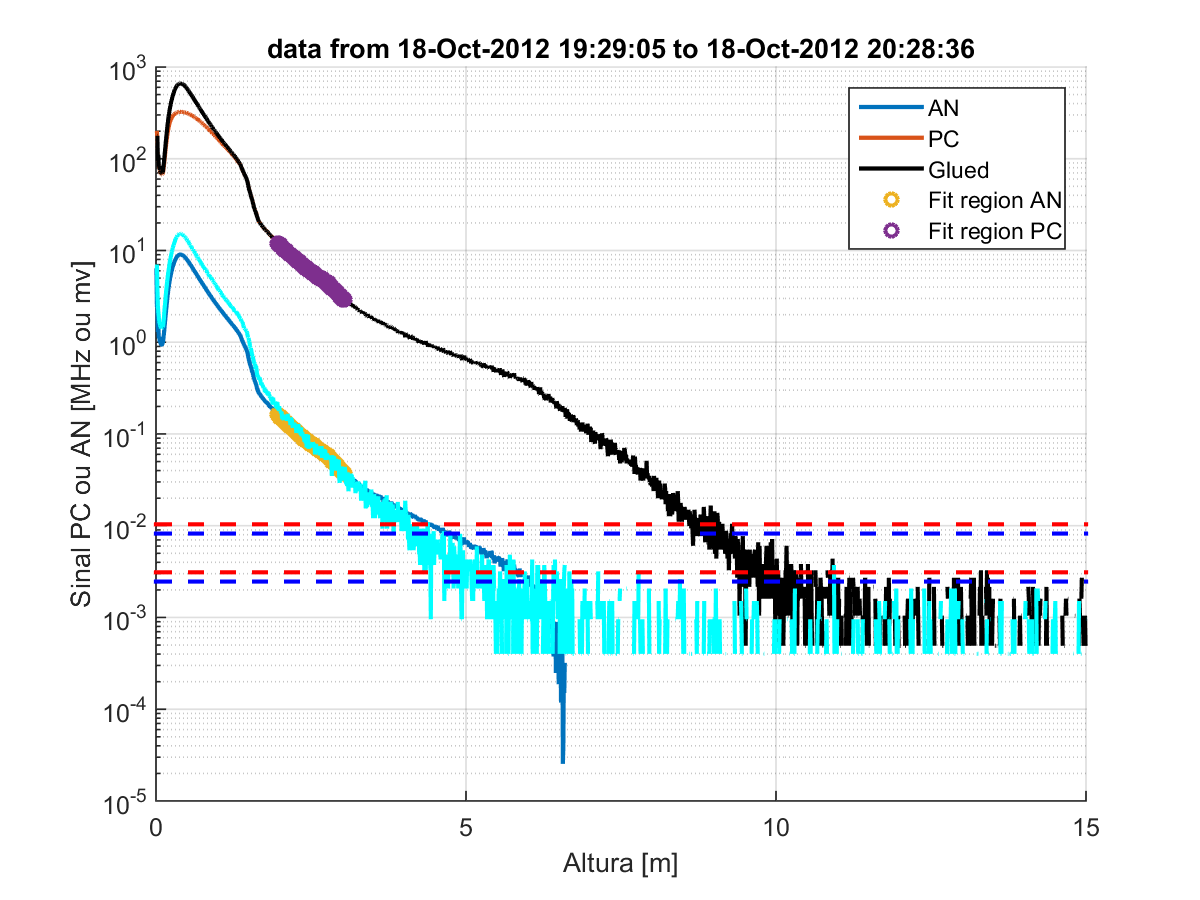 data from 18-Oct-2012 19:29:05 to 18-Oct-2012 20:28:36
AN
PC
Glued
Fit region AN
Fit region PC
Sinal PC ou AN [MHz ou mv]
10^3
10^2
10^1
10^0
10^-1
10^-2
10^-3
10^-4
10^-5
0 5 10 15
Altura [m]